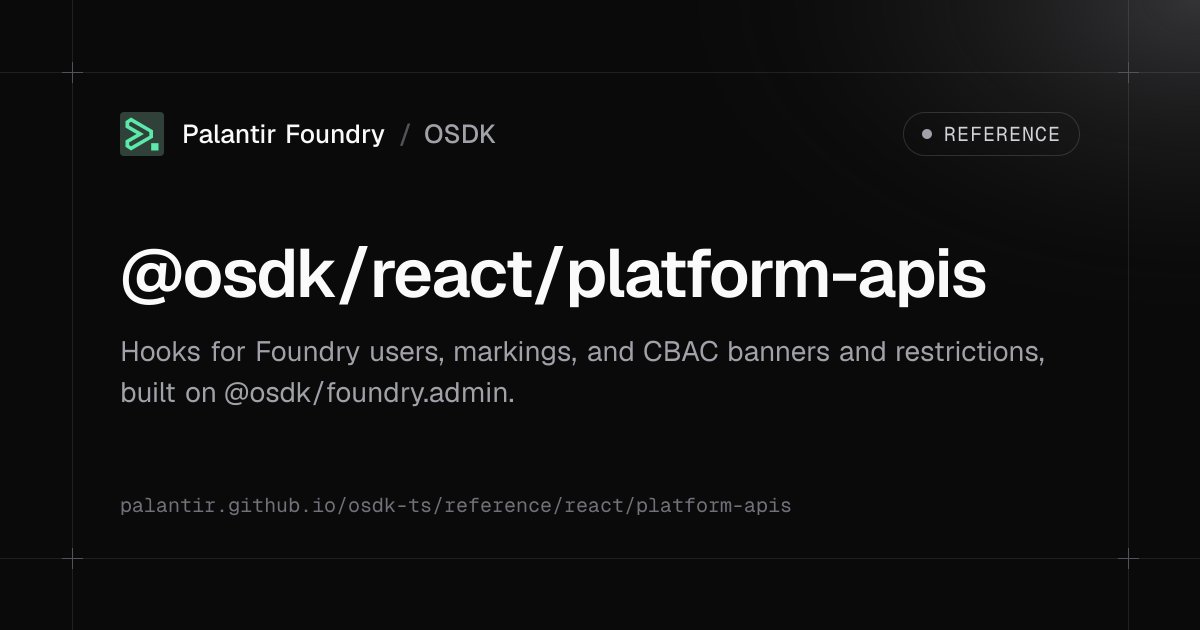 Palantir Foundry / OSDK
REFERENCE
@osdk/react/platform-apis
Hooks for Foundry users, markings, and CBAC banners and restrictions,
built on @osdk/foundry.admin.
palantir.github.io/osdk-ts/reference/react/platform-apis